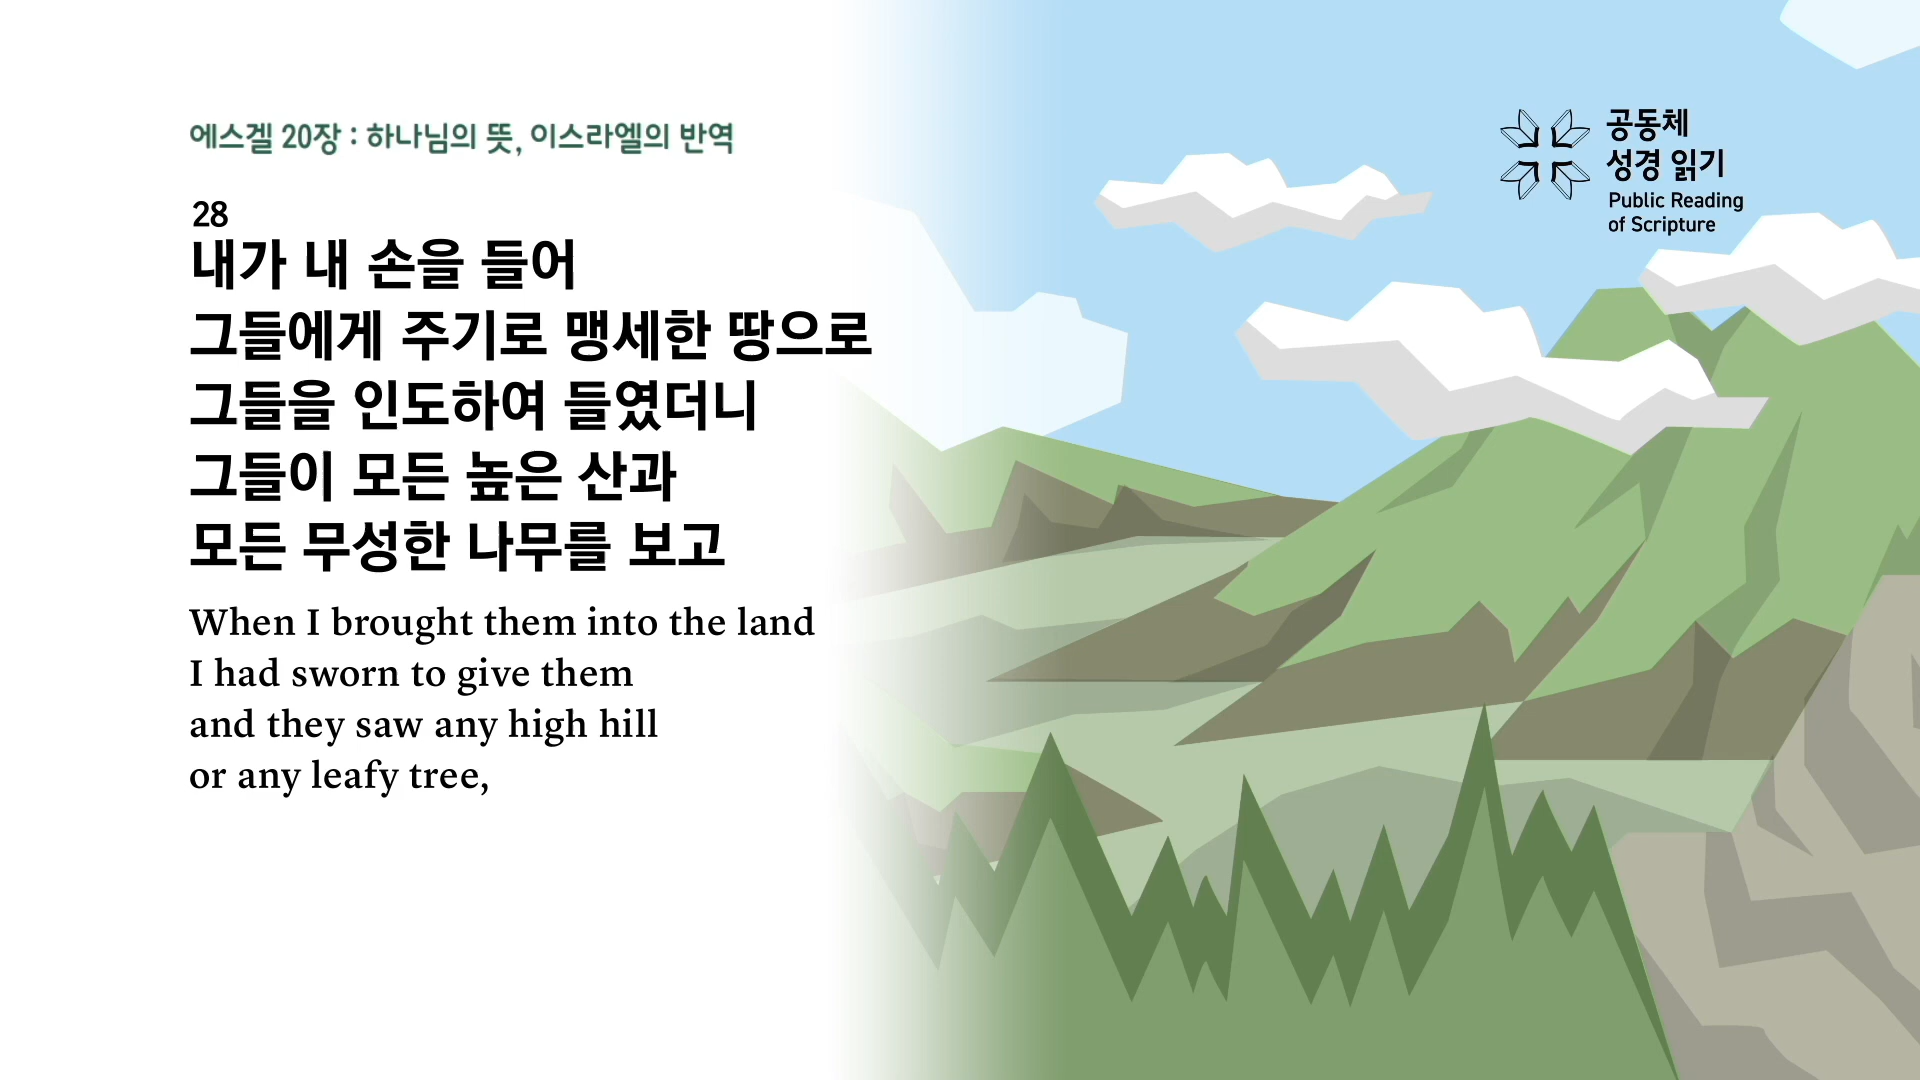 에스겔 20장 : 하나님의 뜻, 이스라엘의 반역
28
내가 내 손을 들어
그들에게 주기로 맹세한 땅으로
그들을 인도하여 들였더니
그들이 모든 높은 산과
모든 무성한 나무를 보고
When I brought them into the land
I had sworn to give them
and they saw any high hill
or any leafy tree,
공동체
성경 읽기
Public Reading
of Scripture